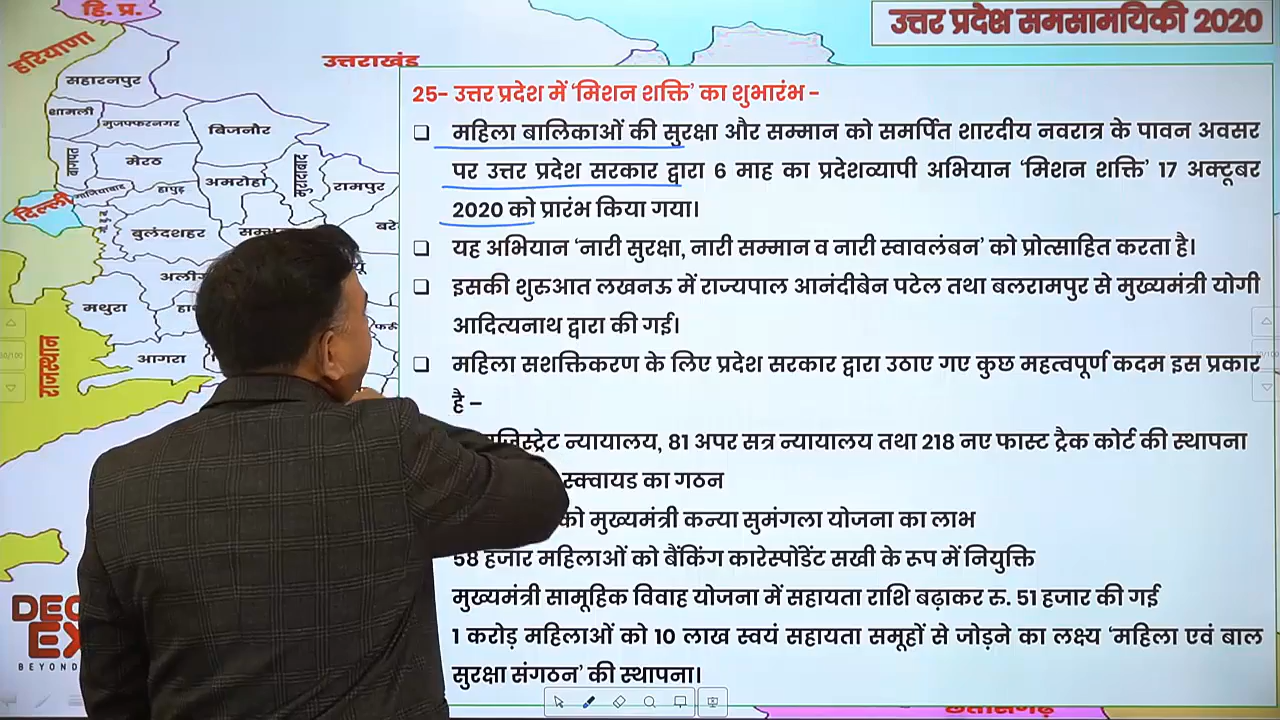 डि. प्र.
उत्तर प्रदेश समसामयिकी 2020
हरियाणा
उत्तराखंड
सहारनपुर
शामली
मुजफ्फरनगर
बिजनौर
बागपत
मेरठ
मुरादाबाद
गाजियाबाद
हापुड़
अमरोहा
रामपुर
दिल्ली
बुलंदशहर
बरे
अली
मथुरा
आगरा
राजस्थान
25- उत्तर प्रदेश में ‘मिशन शक्ति’ का शुभारंभ -
महिला बालिकाओं की सुरक्षा और सम्मान को समर्पित शारदीय नवरात्र के पावन अवसर
पर उत्तर प्रदेश सरकार द्वारा 6 माह का प्रदेशव्यापी अभियान ‘मिशन शक्ति’ 17 अक्टूबर
2020 को प्रारंभ किया गया।
यह अभियान ‘नारी सुरक्षा, नारी सम्मान व नारी स्वावलंबन’ को प्रोत्साहित करता है।
इसकी शुरुआत लखनऊ में राज्यपाल आनंदीबेन पटेल तथा बलरामपुर से मुख्यमंत्री योगी
आदित्यनाथ द्वारा की गई।
महिला सशक्तिकरण के लिए प्रदेश सरकार द्वारा उठाए गए कुछ महत्वपूर्ण कदम इस प्रकार
है –
न्यायालय, 81 अपर सत्र न्यायालय तथा 218 नए फास्ट ट्रैक कोर्ट की स्थापना
स्क्वायड का गठन
को मुख्यमंत्री कन्या सुमंगला योजना का लाभ
58 हजार महिलाओं को बैंकिंग कारेस्पोंडेंट सखी के रूप में नियुक्ति
मुख्यमंत्री सामूहिक विवाह योजना में सहायता राशि बढ़ाकर रु. 51 हजार की गई
1 करोड़ महिलाओं को 10 लाख स्वयं सहायता समूहों से जोड़ने का लक्ष्य ‘महिला एवं बाल
सुरक्षा संगठन’ की स्थापना।
छत्तीसगढ़
BEYOND